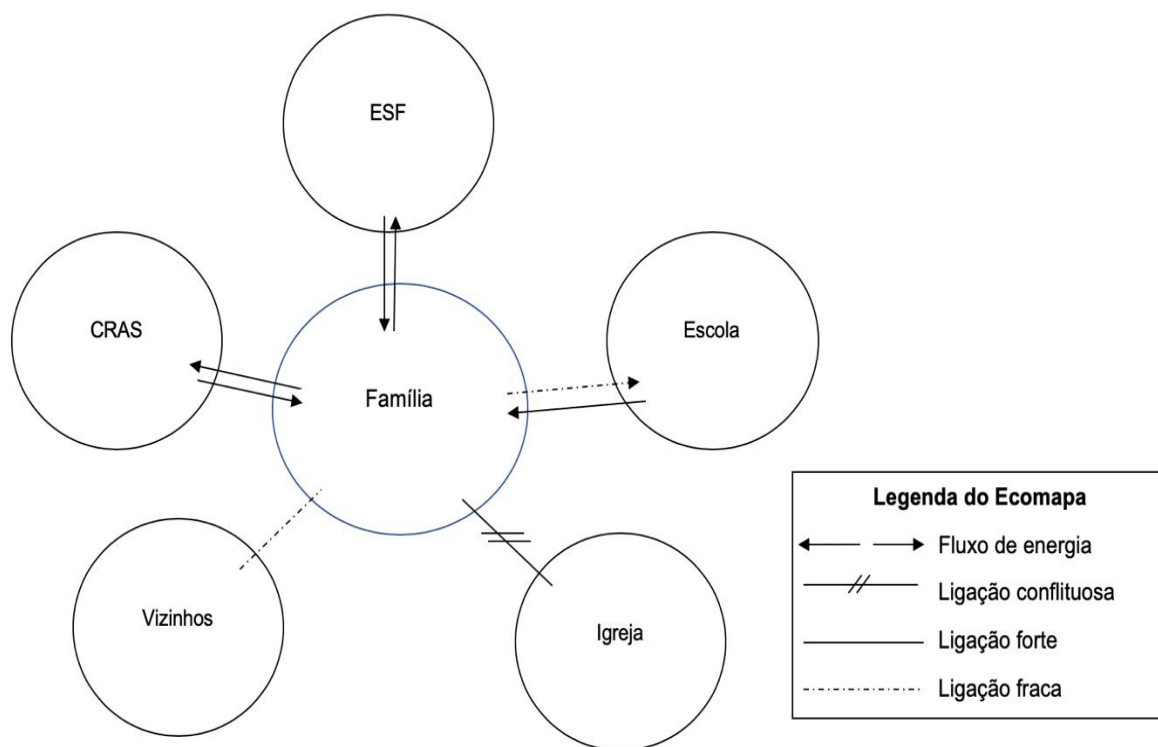 ESF
CRAS
Escola
Família
Vizinhos
Igreja
Legenda do Ecomapa
Fluxo de energia
Ligação conflituosa
Ligação forte
Ligação fraca